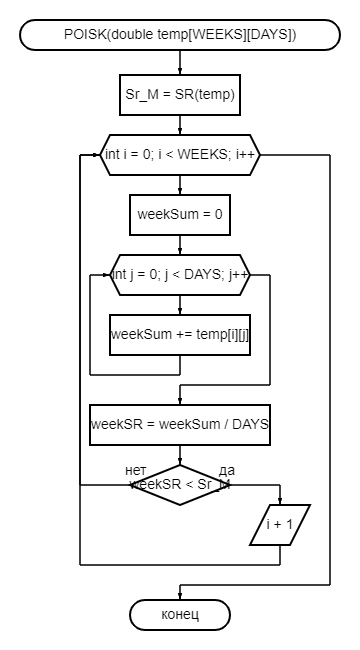 POISK(double temp[WEEKS][DAYS])
Sr_M = SR(temp)
int i = 0; i < WEEKS; i++
weekSum = 0
int j = 0; j < DAYS; j++
weekSum += temp[i][j]
weekSR = weekSum / DAYS
нет
да
weekSR < Sr_M
i + 1
конец